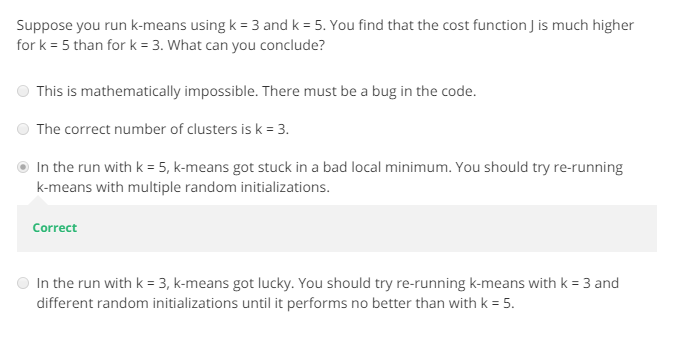 Suppose you run k-means using k = 3 and k = 5. You find that the cost function J is much higher
for k = 5 than for k = 3. What can you conclude?
This is mathematically impossible. There must be a bug in the code.
The correct number of clusters is k = 3.
In the run with k = 5, k-means got stuck in a bad local minimum. You should try re-running
k-means with multiple random initializations.
Correct
In the run with k = 3, k-means got lucky. You should try re-running k-means with k = 3 and
different random initializations until it performs no better than with k = 5.